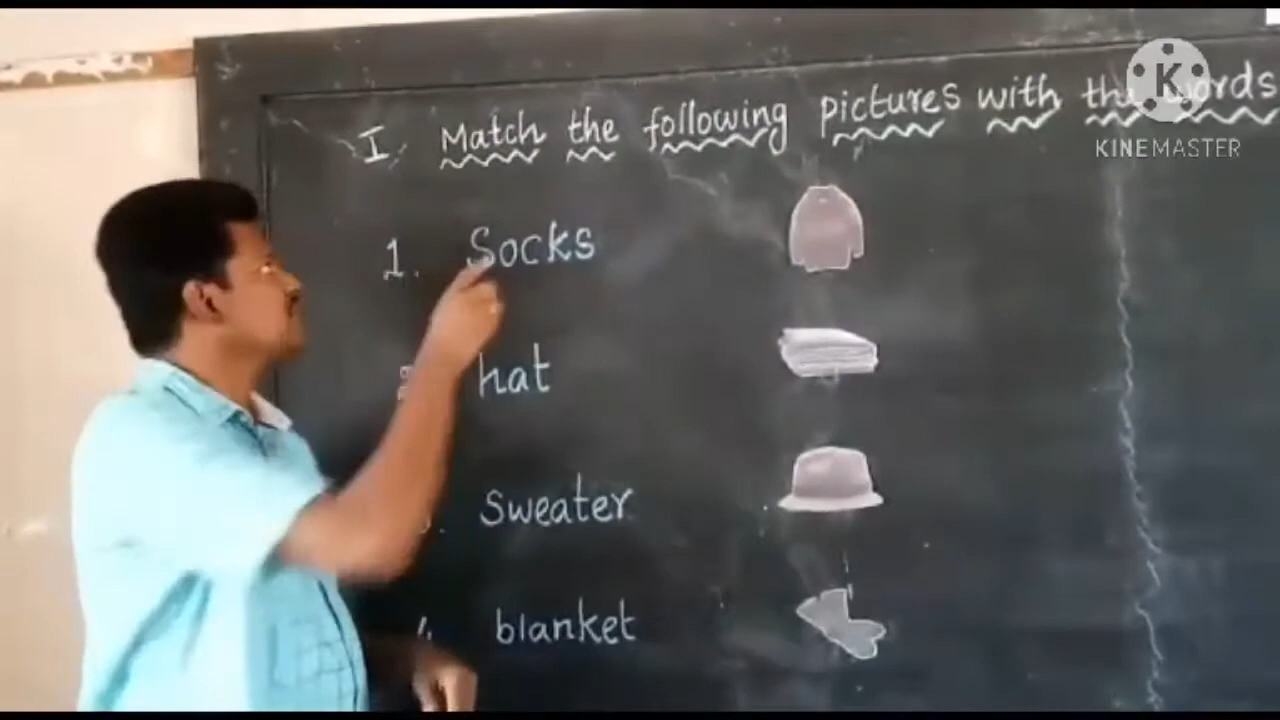 I. Match the following pictures with the words
1. Socks
2 hat
3. Sweater
4. blanket
K
KINEMASTER